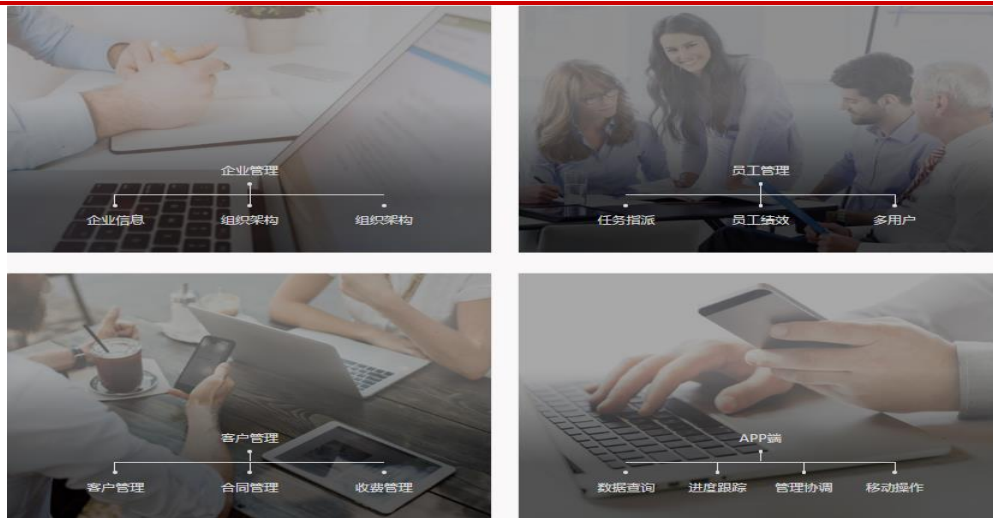 企业管理
企业信息 组织架构 组织架构
员工管理
任务指派 员工绩效 多用户
客户管理
客户管理 合同管理 收费管理
APP端
数据查询 进度跟踪 管理协调 移动操作